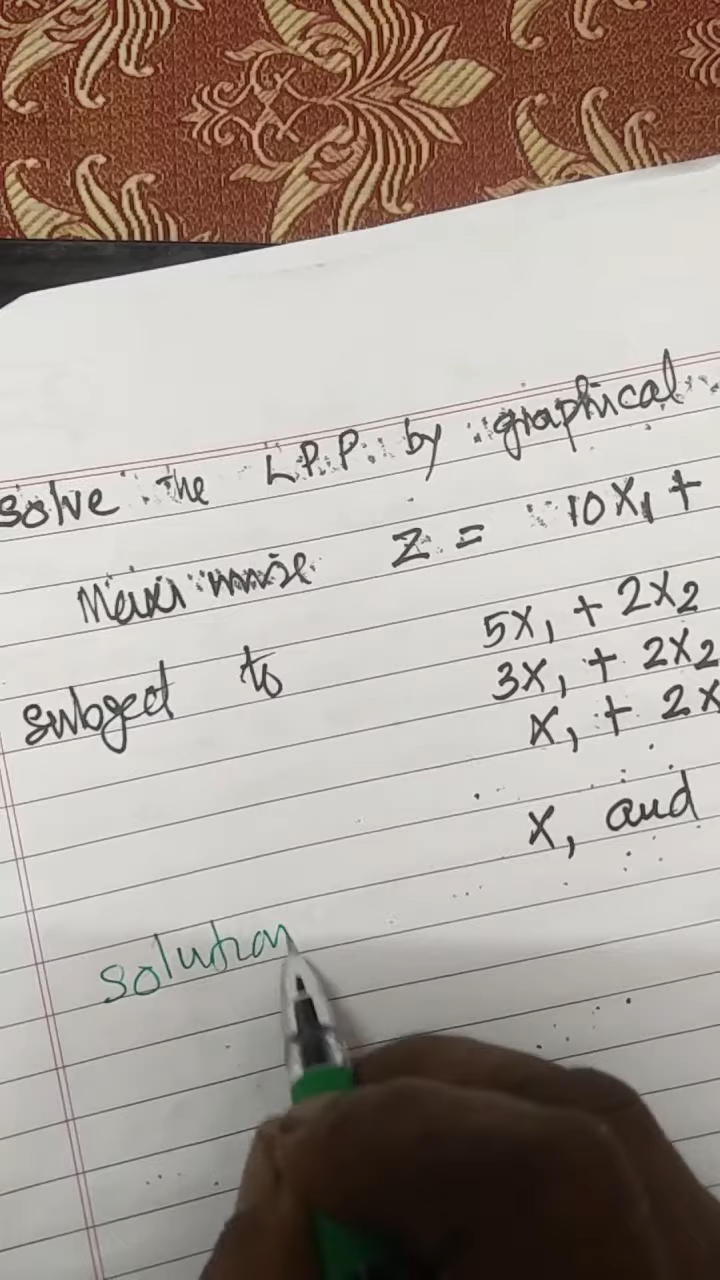 Solve The L.P.P. by graphical
Maximize Z = 10x₁ +
5x₁ + 2x₂
subject to 3x₁ + 2x₂
x₁ + 2x
x₁ and
solution